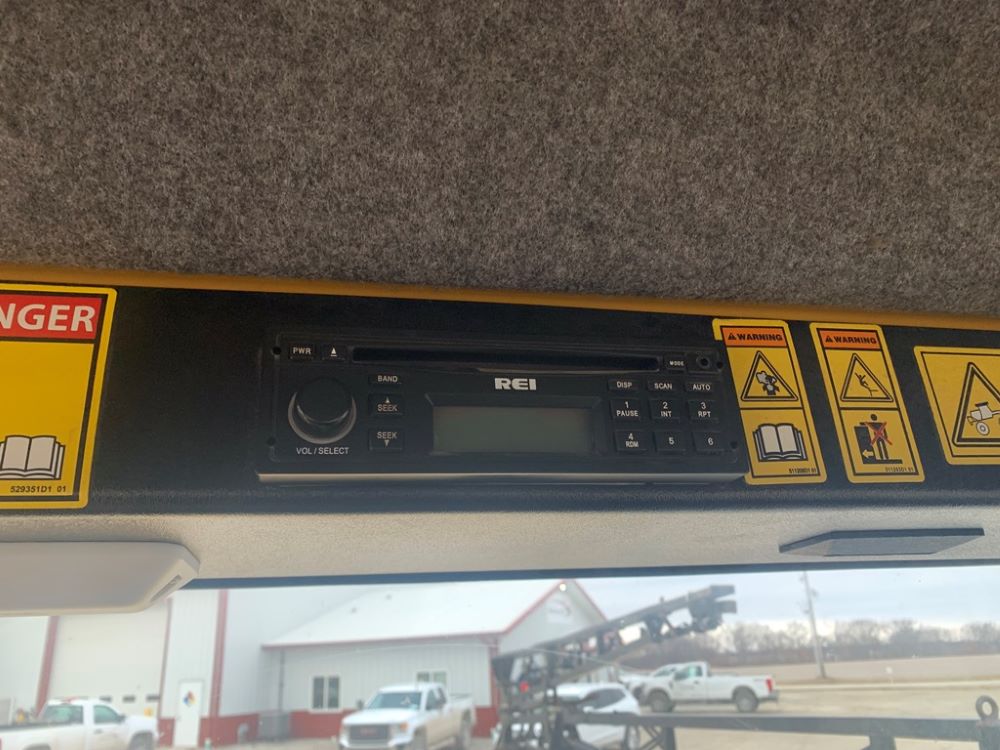 NGER
529351D1 01
PWR
BAND
SEEK
SEEK
VOL / SELECT
REI
MODE
DISP
SCAN
AUTO
1
PAUSE
2
INT
3
RPT
4
RDM
5
6
WARNING
WARNING